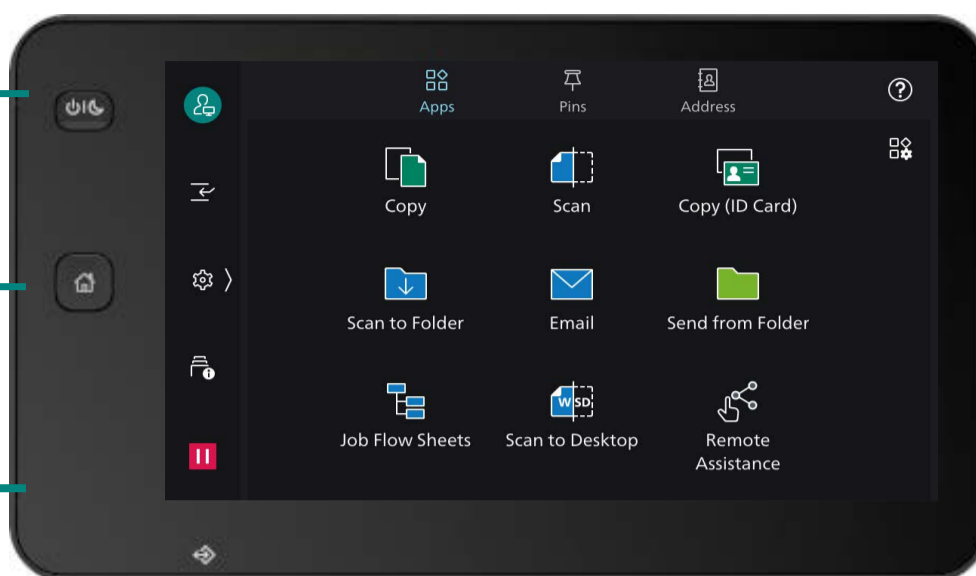 Apps
Pins
Address
Copy
Scan
Copy (ID Card)
Scan to Folder
Email
Send from Folder
W SD
Job Flow Sheets
Scan to Desktop
Remote
Assistance